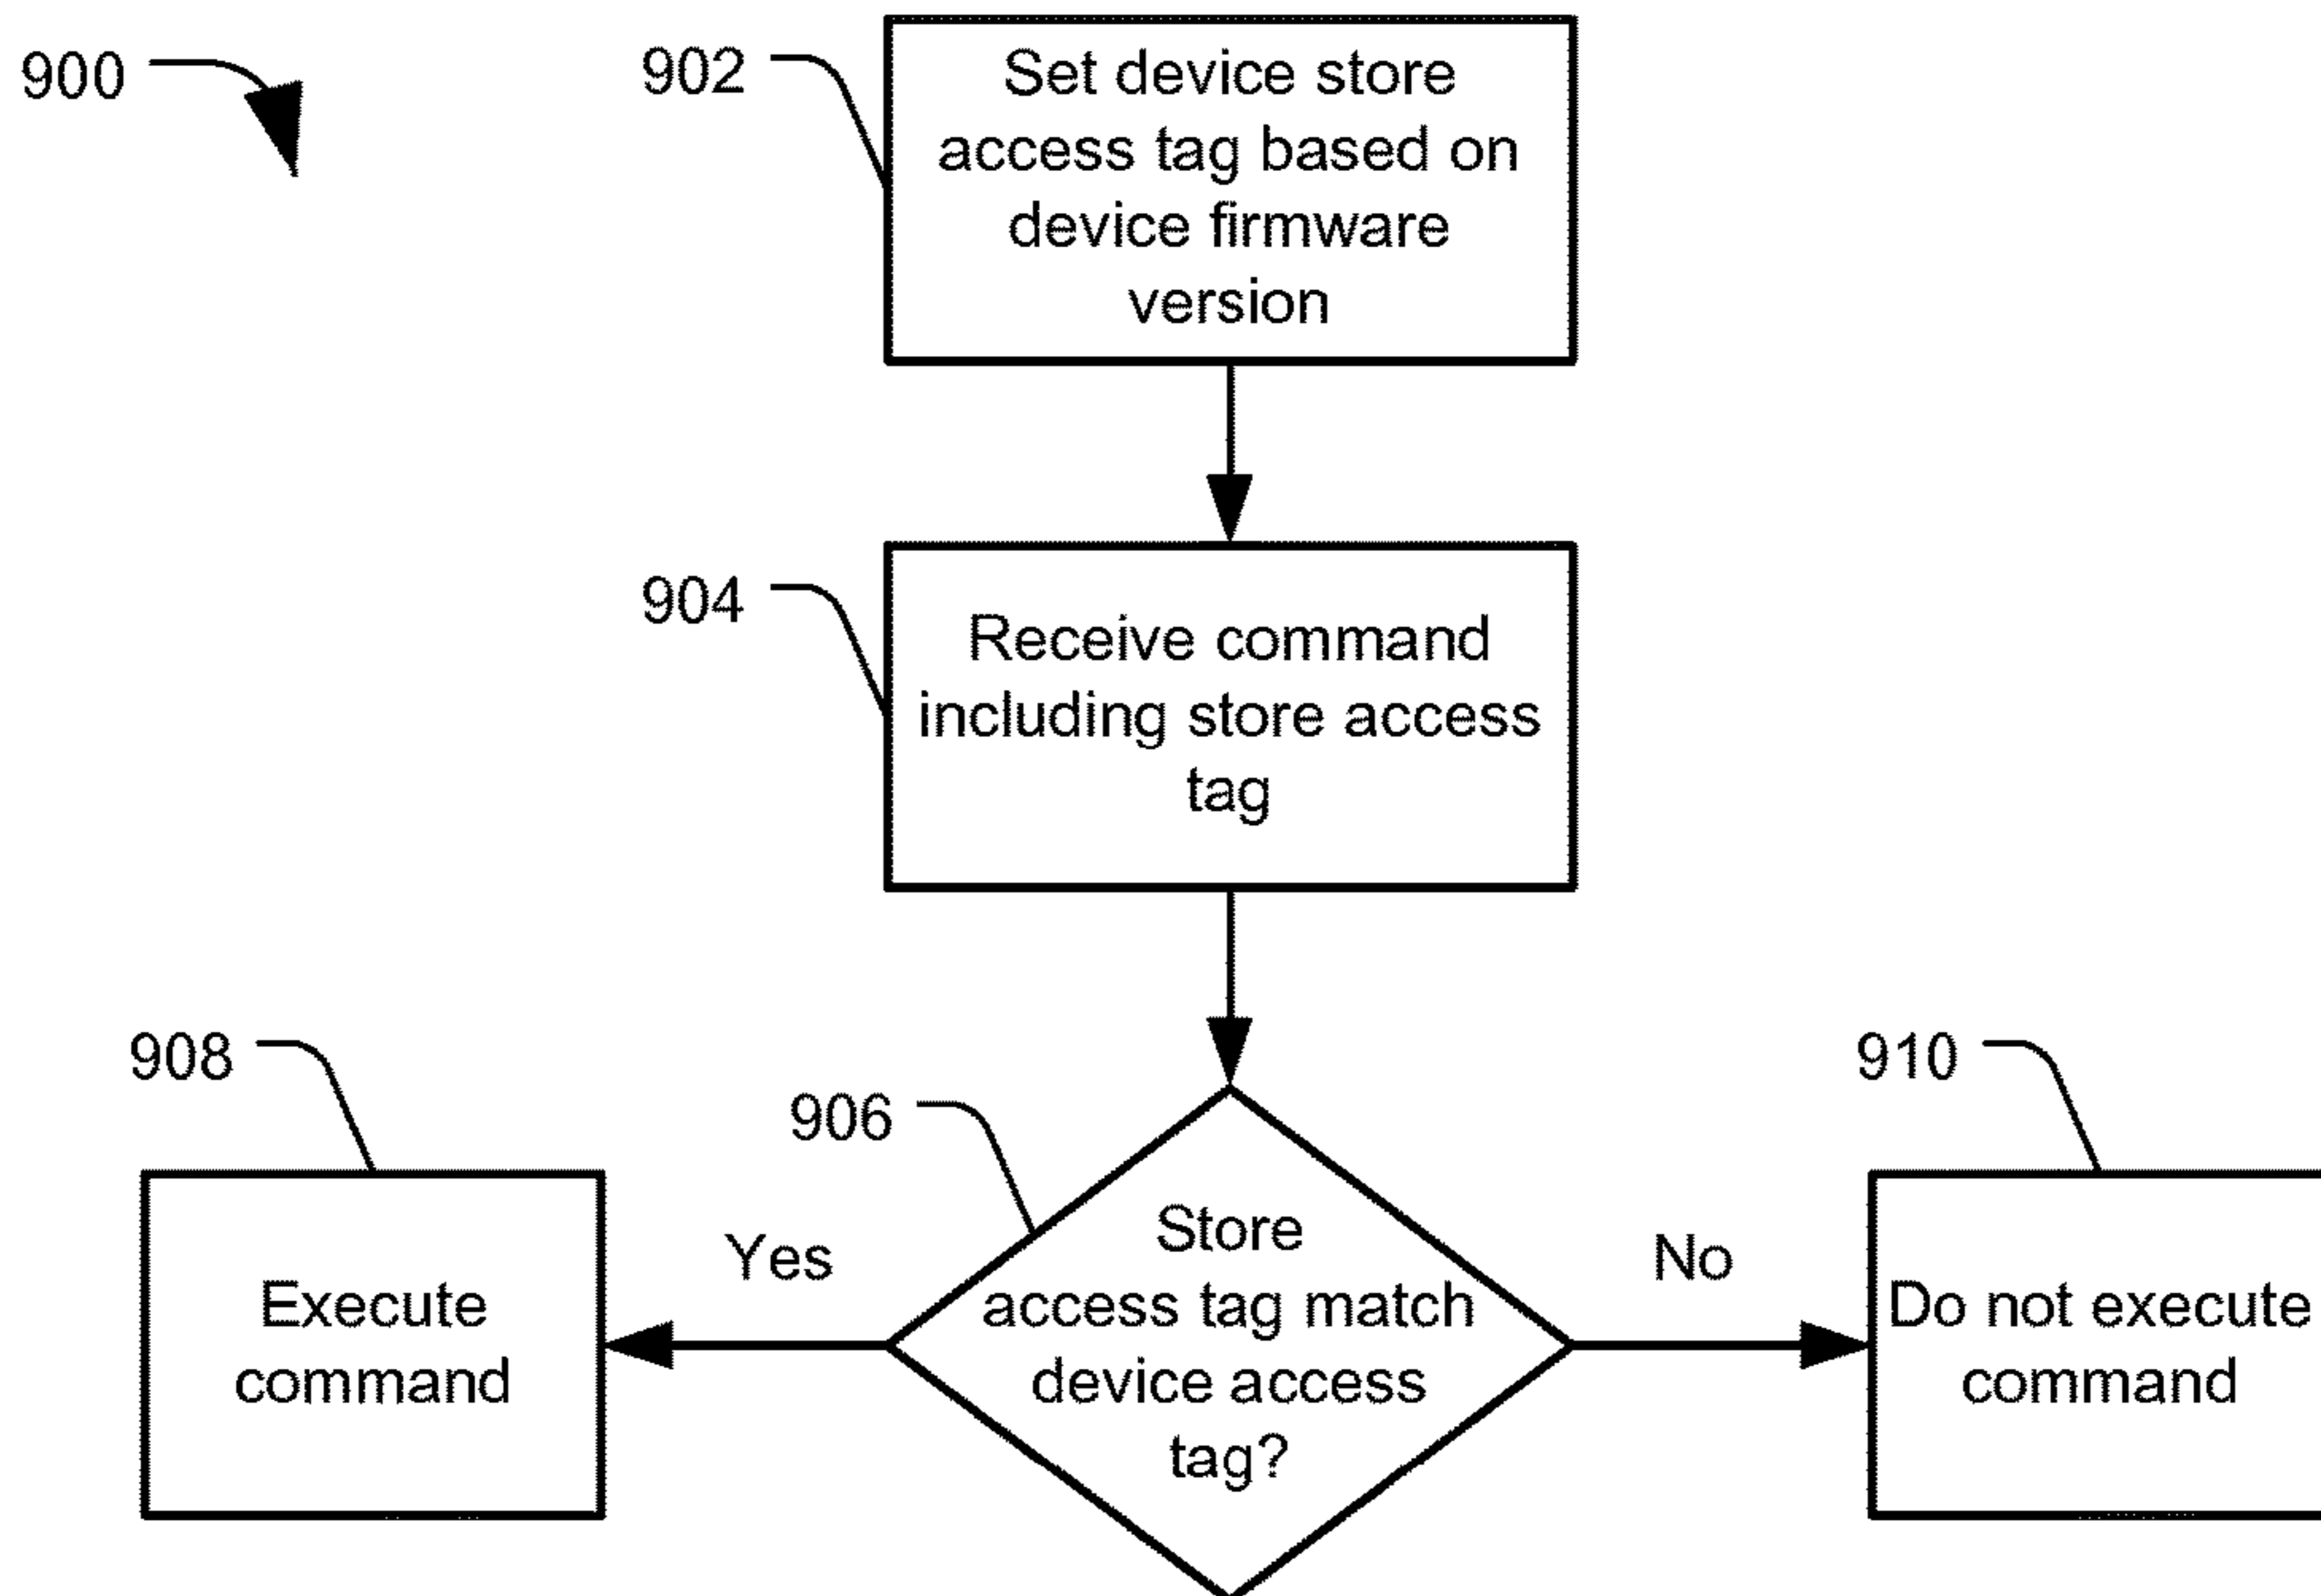 900
902
Set device store
access tag based on
device firmware
version
904
Receive command
including store access
tag
908
Execute
command
906
Yes
Store
access tag match
device access
tag?
No
910
Do not execute
command